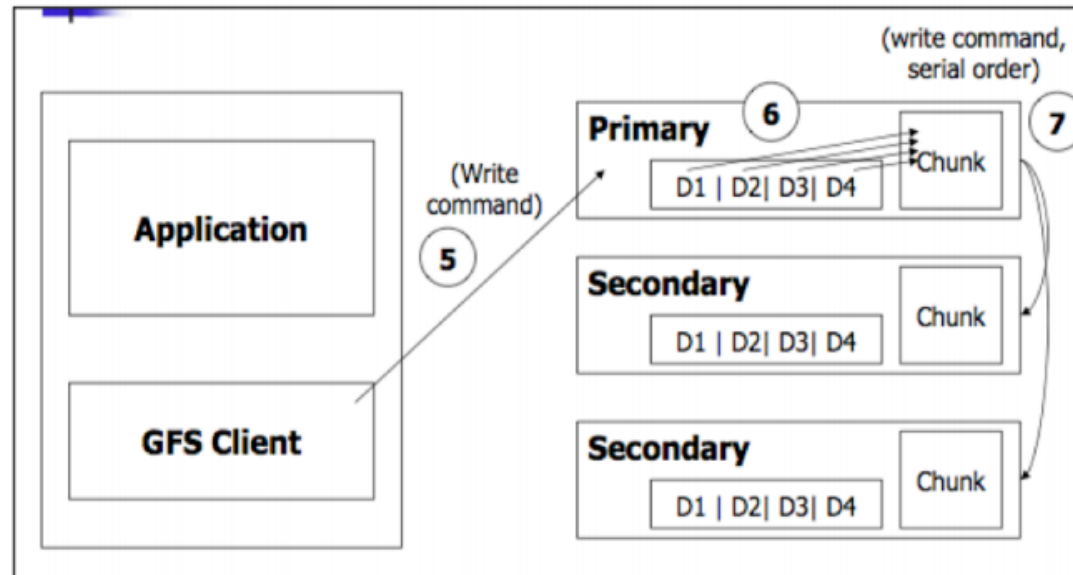 (write command,
serial order)
Primary
6
7
D1 | D2| D3| D4
Chunk
(Write
command)
5
Application
Secondary
D1 | D2| D3| D4
Chunk
GFS Client
Secondary
D1 | D2| D3| D4
Chunk